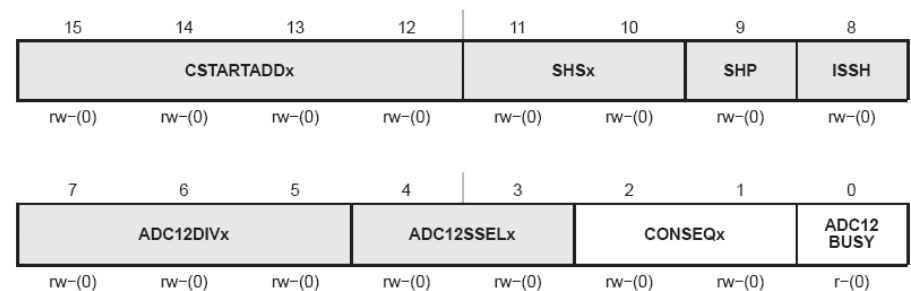 15 14 13 12 11 10 9 8
CSTARTADDx SHSx SHP ISSH
rw−(0) rw−(0) rw−(0) rw−(0) rw−(0) rw−(0) rw−(0) rw−(0)
7 6 5 4 3 2 1 0
ADC12DIVx ADC12SSELx CONSEQx ADC12
BUSY
rw−(0) rw−(0) rw−(0) rw−(0) rw−(0) rw−(0) rw−(0) r−(0)